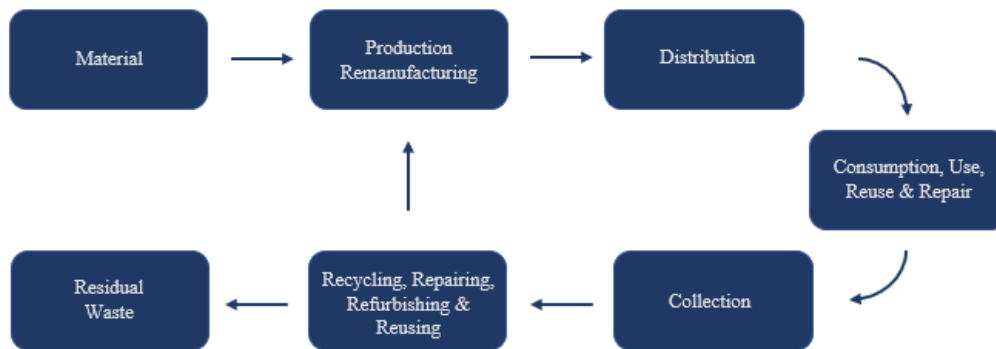 Material
Production
Remanufacturing
Distribution
Consumption, Use,
Reuse & Repair
Residual
Waste
Recycling, Repairing,
Refurbishing &
Reusing
Collection